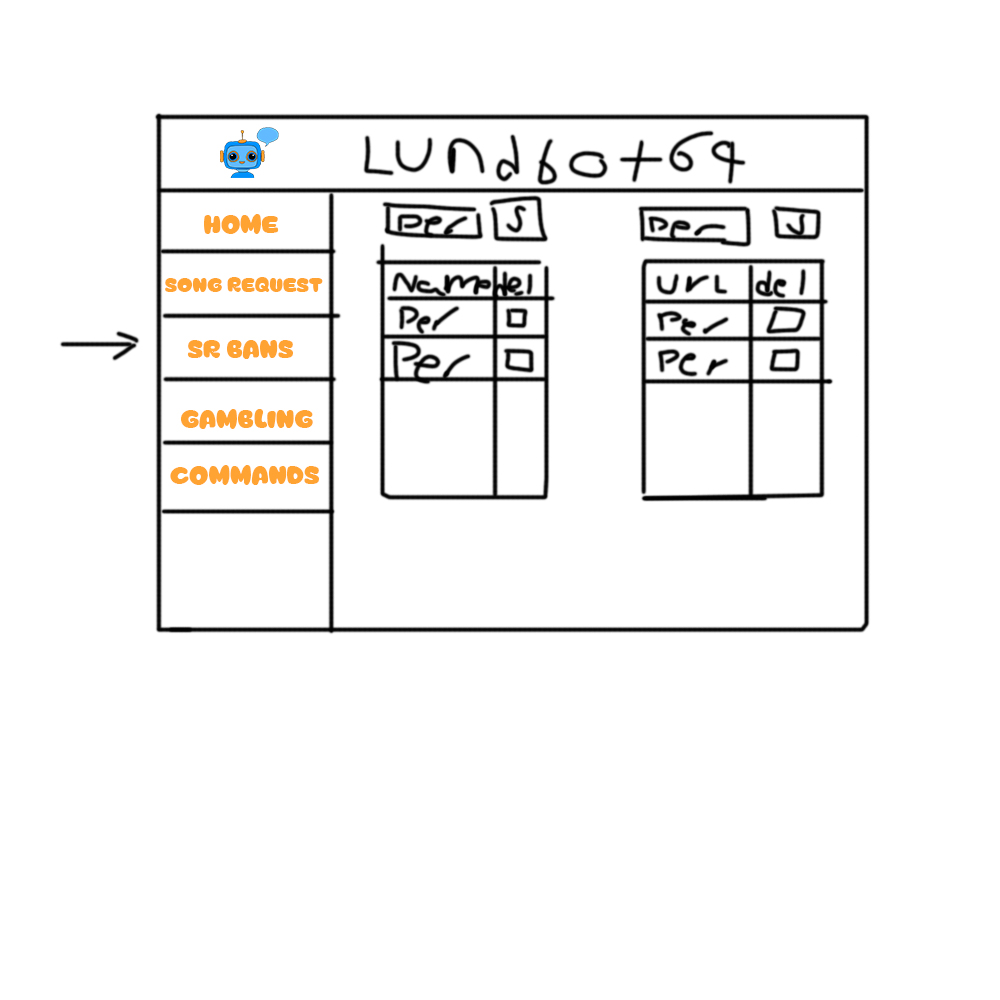 Lundbot64
HOME
SONG REQUEST
SR BANS
GAMBLING
COMMANDS
Per S
Name del
Per
Per
Per S
URL del
Per
Per